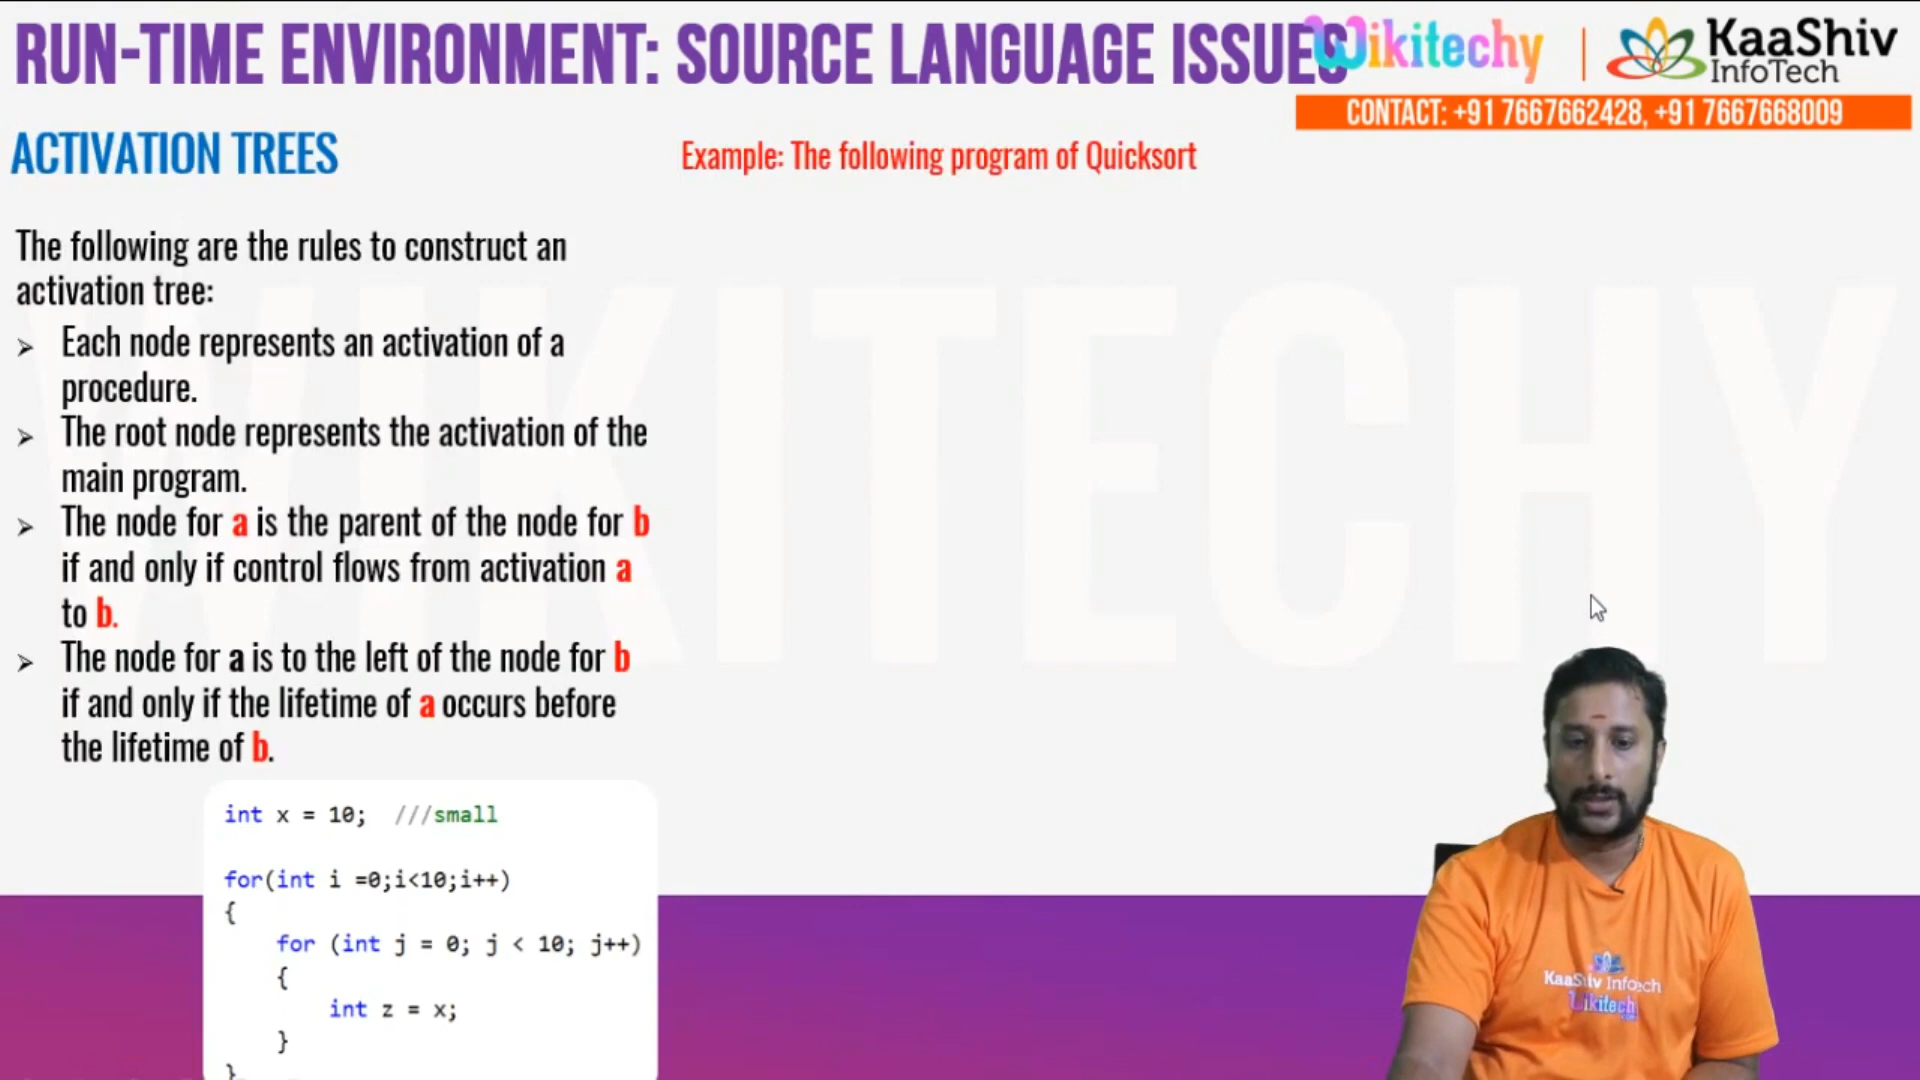 RUN-TIME ENVIRONMENT: SOURCE LANGUAGE ISSUES
Wikitechy
KaaShiv
InfoTech
CONTACT: +91 7667662428, +91 7667668009
ACTIVATION TREES
Example: The following program of Quicksort
The following are the rules to construct an
activation tree:
➢ Each node represents an activation of a
procedure.
➢ The root node represents the activation of the
main program.
➢ The node for a is the parent of the node for b
if and only if control flows from activation a
to b.
➢ The node for a is to the left of the node for b
if and only if the lifetime of a occurs before
the lifetime of b.
int x = 10;  ///small
for(int i =0;i<10;i++)
{
for (int j = 0; j < 10; j++)
{
int z = x;
}
}
WIKITECHY
KaaShiv Infotech
Wikitech